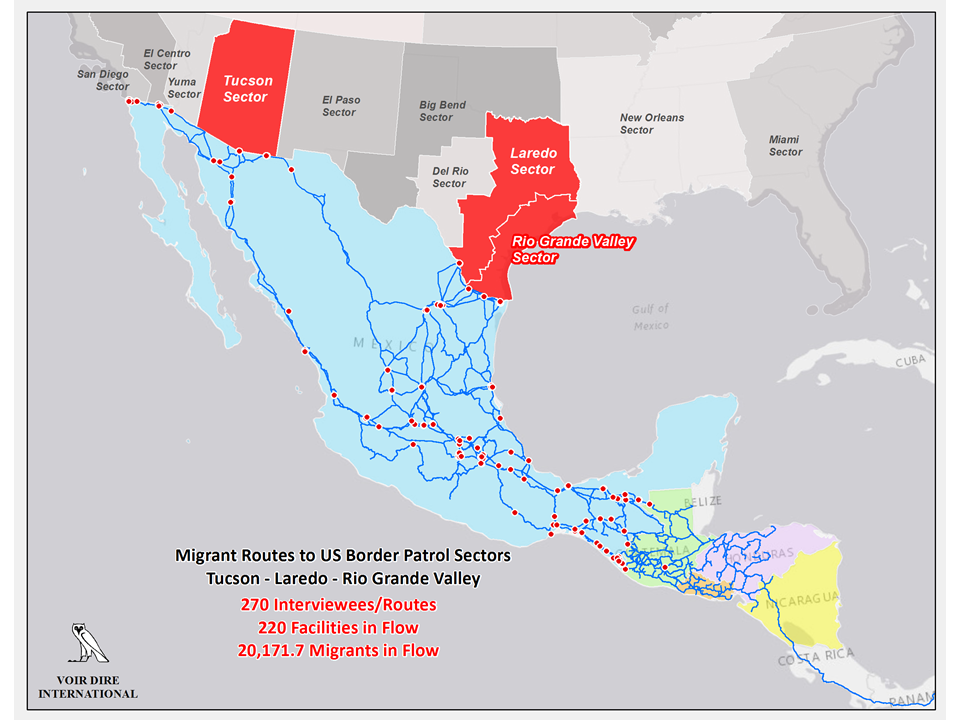 El Centro
Sector
San Diego
Sector
Yuma
Sector
Tucson
Sector
El Paso
Sector
Big Bend
Sector
New Orleans
Sector
Miami
Sector
Laredo
Sector
Del Rio
Sector
Rio Grande Valley
Sector
Gulf of
Mexico
MEXICO
CUBA
BELIZE
GUATEMALA
HONDURAS
NICARAGUA
COSTA RICA
PANAM
Migrant Routes to US Border Patrol Sectors
Tucson - Laredo - Rio Grande Valley
270 Interviewees/Routes
220 Facilities in Flow
20,171.7 Migrants in Flow
VOIR DIRE
INTERNATIONAL